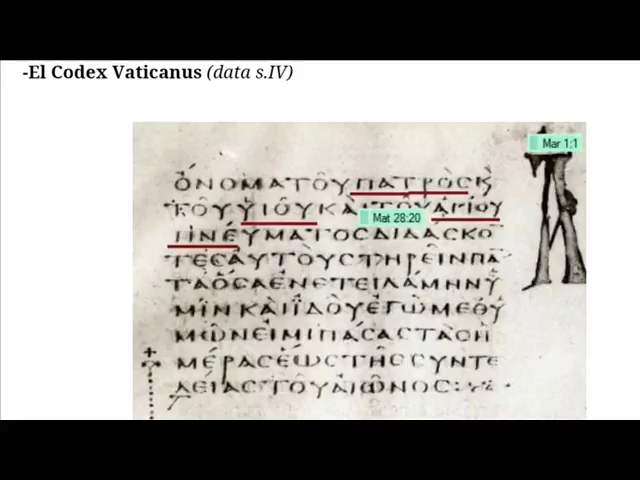 -El Codex Vaticanus (data s.IV)
Mar 1:1
ΟΝΟΜΑΤΟΥΠΑΤΡΟСΚ
ΤΟΥΥΙΟΥΚΑΙΤΟΥΑΓΙΟΥ
Mat 28:20
ΠΝΕΥΜΑΤΟϹΔΙΔΑϹΚΟ
ΤΕϹΑΥΤΟΥϹΤΗΡΕΙΝΠΑ
ΤΑΟϹΑΕΝΕΤΕΙΛΑΜΗΝΥ
ΜΙΝΚΑΙΙΔΟΥΕΓΩΜΕΘΥ
ΜΩΝΕΙΜΙΠΑϹΑϹΤΑϹΗ
ΜΕΡΑϹΕΩϹΤΗϹϹΥΝΤΕ
ΛΕΙΑϹΤΟΥΑΙΩΝΟϹ